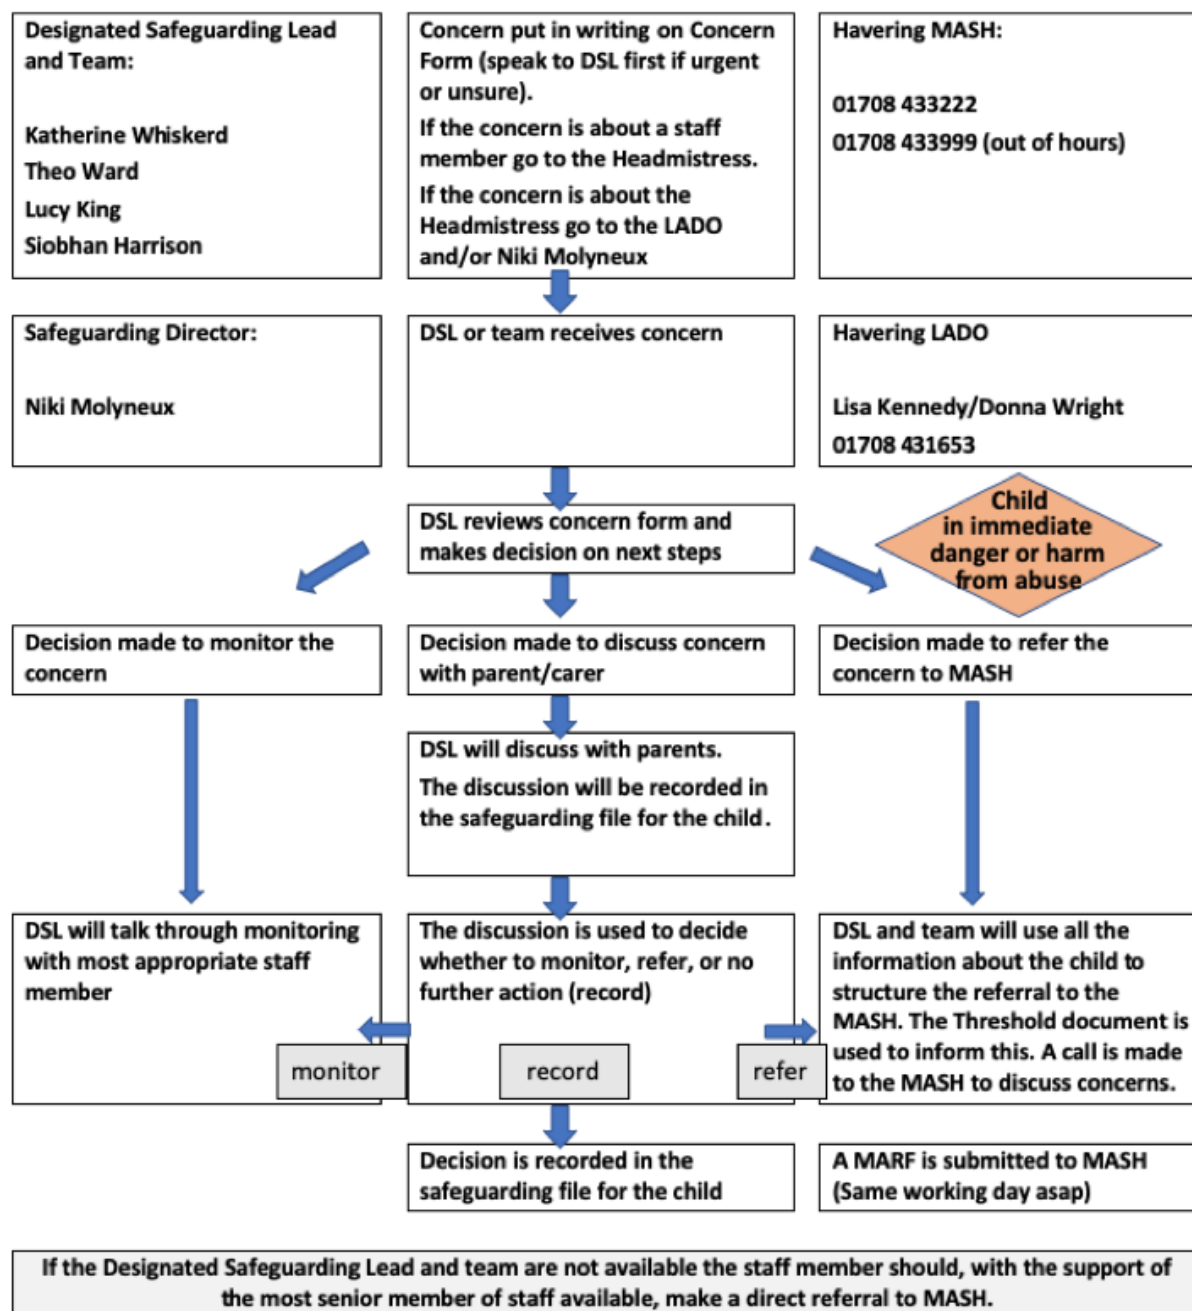 Designated Safeguarding Lead
and Team:
Katherine Whiskerd
Theo Ward
Lucy King
Siobhan Harrison
Concern put in writing on Concern
Form (speak to DSL first if urgent
or unsure).
If the concern is about a staff
member go to the Headmistress.
If the concern is about the
Headmistress go to the LADO
and/or Niki Molyneux
Havering MASH:
01708 433222
01708 433999 (out of hours)
Safeguarding Director:
Niki Molyneux
DSL or team receives concern
Havering LADO
Lisa Kennedy/Donna Wright
01708 431653
DSL reviews concern form and
makes decision on next steps
Child
in immediate
danger or harm
from abuse
Decision made to monitor the
concern
Decision made to discuss concern
with parent/carer
Decision made to refer the
concern to MASH
DSL will discuss with parents.
The discussion will be recorded in
the safeguarding file for the child.
DSL will talk through monitoring
with most appropriate staff
member
The discussion is used to decide
whether to monitor, refer, or no
further action (record)
DSL and team will use all the
information about the child to
structure the referral to the
MASH. The Threshold document is
used to inform this. A call is made
to the MASH to discuss concerns.
monitor
record
refer
Decision is recorded in the
safeguarding file for the child
A MARF is submitted to MASH
(Same working day asap)
If the Designated Safeguarding Lead and team are not available the staff member should, with the support of
the most senior member of staff available, make a direct referral to MASH.